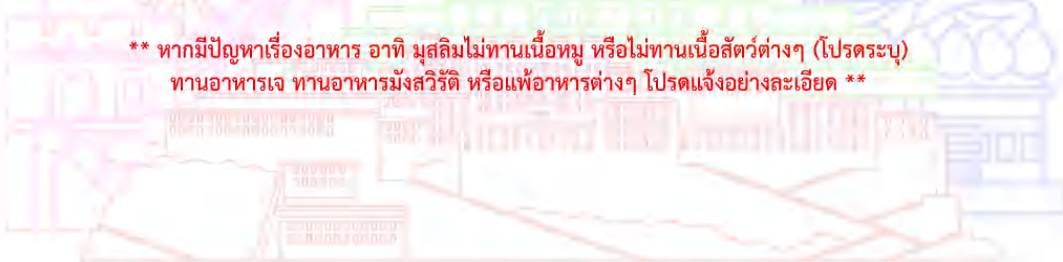 ** หากมีปัญหาเรื่องอาหาร อาทิ มุสลิมไม่ทานเนื้อหมู หรือไม่ทานเนื้อสัตว์ต่างๆ (โปรดระบุ)
ทานอาหารเจ ทานอาหารมังสวิรัติ หรือแพ้อาหารต่างๆ โปรดแจ้งอย่างละเอียด **